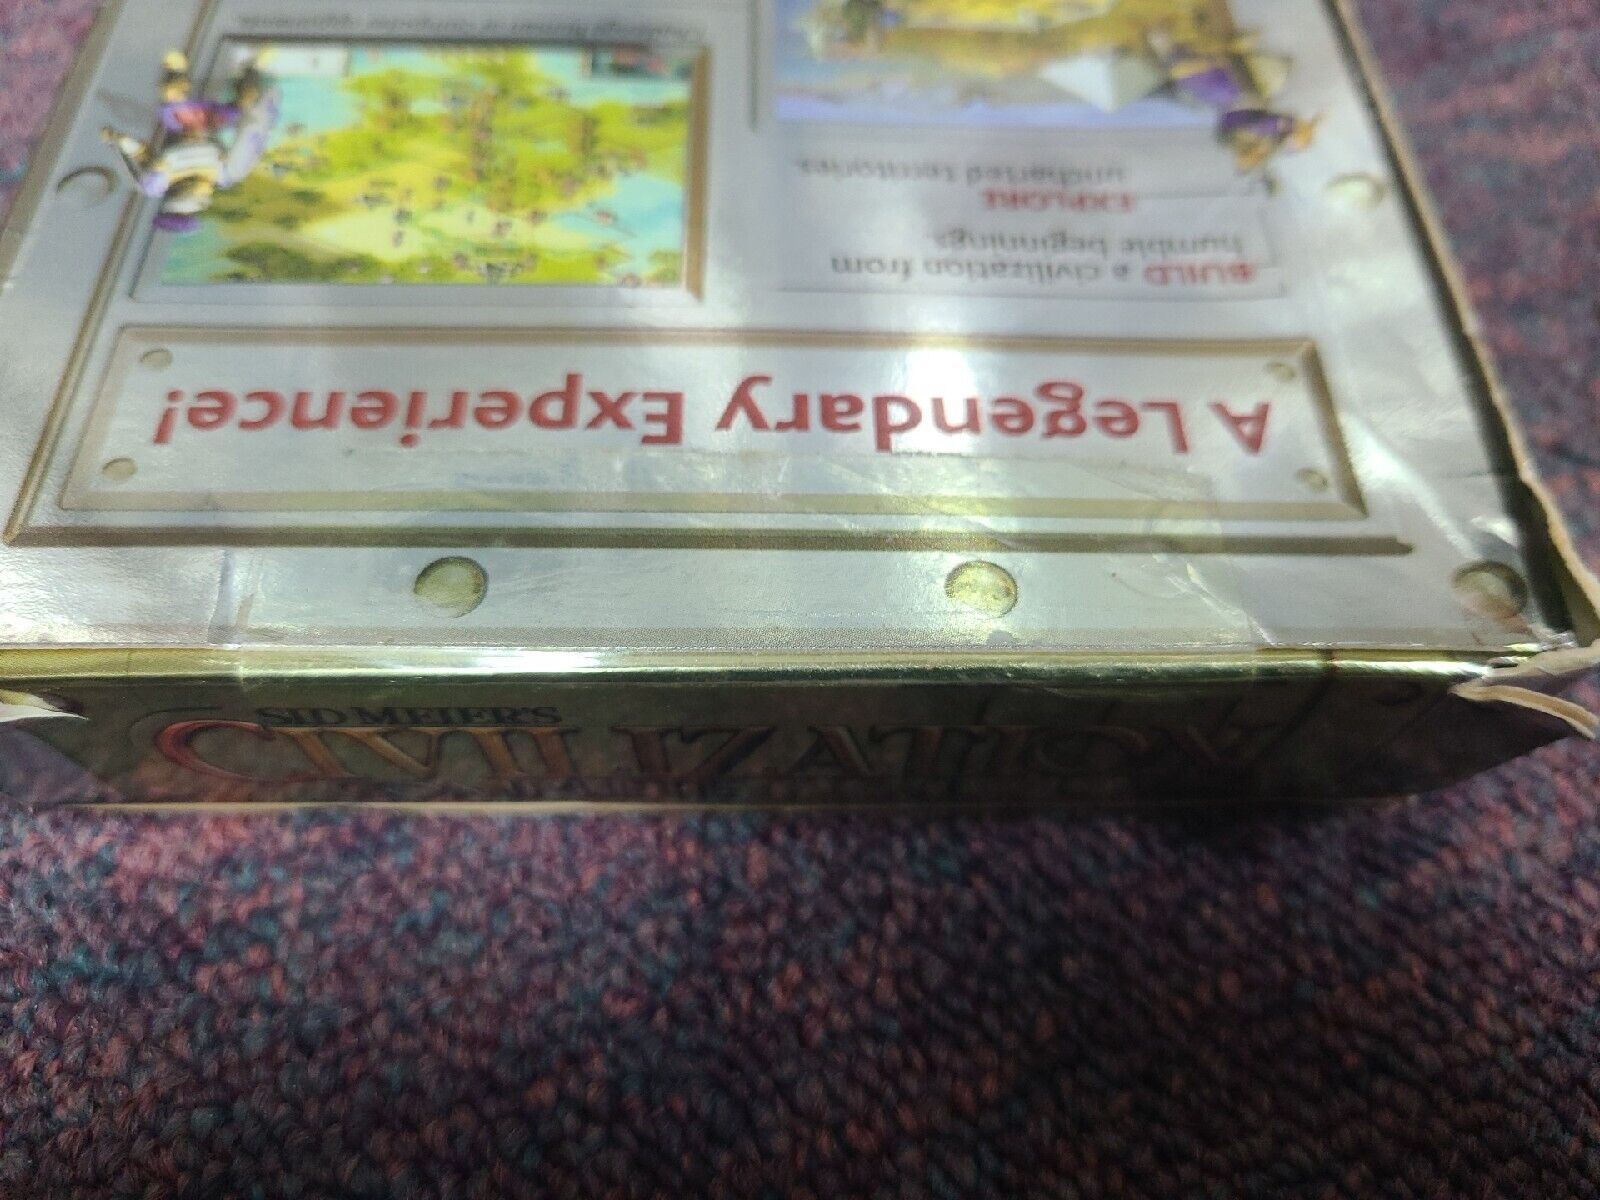 A Legendary Experience!
BUILD a civilization from
humble beginnings
EXPLORE
uncharted territories
SID MEIER'S
CIVILIZATION